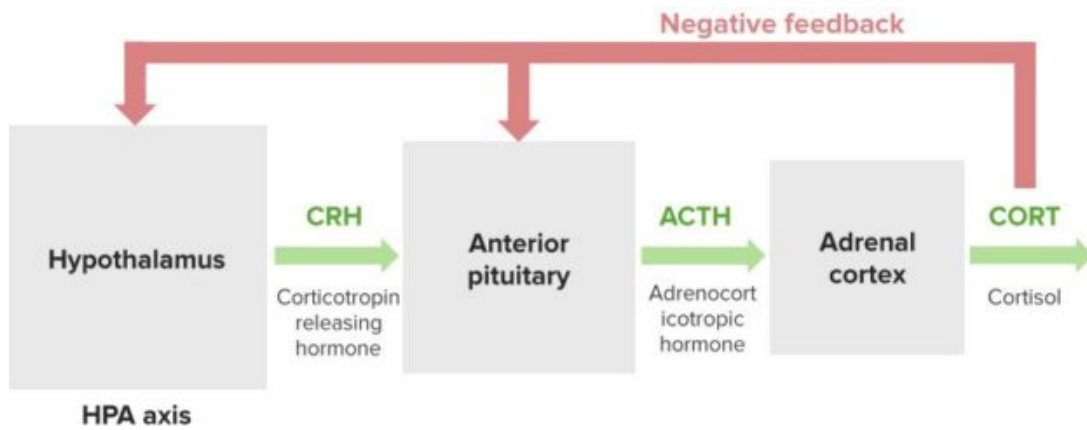 Negative feedback
Hypothalamus
CRH
Corticotropin
releasing
hormone
Anterior
pituitary
ACTH
Adrenocort
icotropic
hormone
Adrenal
cortex
CORT
Cortisol
HPA axis